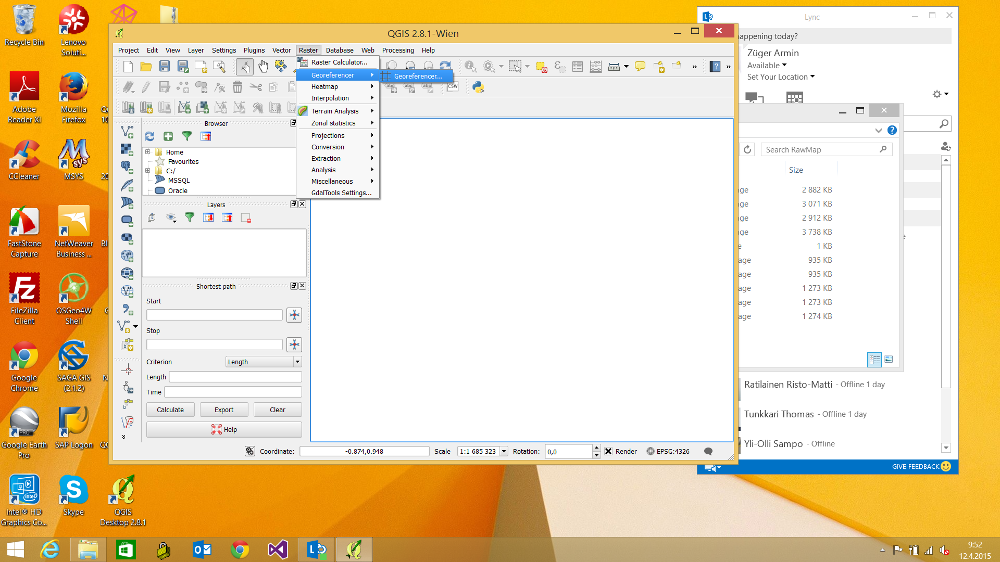 Recycle Bin
Lenovo
Soluti...
Adobe
Reader XI
Mozilla
Firefox
CCleaner
MSYS
FastStone
Capture
NetWeaver
Business ...
FileZilla
Client
OSGeo4W
Shell
Google
Chrome
SAGA GIS
(2.1.2)
Google Earth
Pro
SAP Logon
Intel® HD
Graphics Co...
Skype
QGIS
Desktop 2.8.1
QGIS 2.8.1-Wien
Project Edit View Layer Settings Plugins Vector Raster Database Web Processing Help
Raster Calculator...
Georeferencer
Georeferencer...
Heatmap
Interpolation
Terrain Analysis
Zonal statistics
Projections
Conversion
Extraction
Analysis
Miscellaneous
GdalTools Settings...
abc abc abc CSW
Browser
Home
Favourites
C:/
MSSQL
Oracle
Layers
Shortest path
Start
Stop
Criterion Length
Length
Time
Calculate Export Clear
Help
Coordinate: -0.874,0.948 Scale 1:1 685 323 Rotation: 0,0 Render EPSG:4326
Lync
appening today?
Züger Armin
Available
Set Your Location
Search RawMap
Size
ge 2 882 KB
ge 3 071 KB
ge 2 912 KB
ge 3 738 KB
e 1 KB
age 935 KB
age 935 KB
age 1 273 KB
age 1 273 KB
age 1 274 KB
Ratilainen Risto-Matti - Offline 1 day
Tunkkari Thomas - Offline 1 day
Yli-Olli Sampo - Offline
GIVE FEEDBACK
9:52
12.4.2015